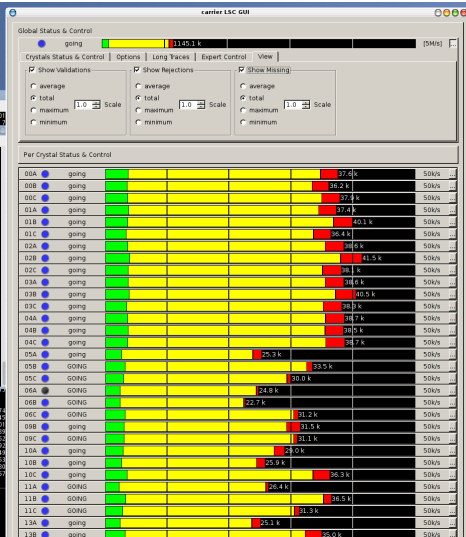 carrier LSC GUI
Global Status & Control
going 1145.1 k [5M/s] ...
Crystals Status & Control Options Long Traces Expert Control View
Show Validations Show Rejections Show Missing
average average average
total 1.0 Scale total 1.0 Scale total 1.0 Scale
maximum maximum maximum
minimum minimum minimum
Per Crystal Status & Control
00A going 37.6 k 50k/s ...
00B going 36.2 k 50k/s ...
00C going 37.9 k 50k/s ...
01A going 37.4 k 50k/s ...
01B going 40.1 k 50k/s ...
01C going 36.4 k 50k/s ...
02A going 38.6 k 50k/s ...
02B going 41.5 k 50k/s ...
02C going 38.1 k 50k/s ...
03A going 38.6 k 50k/s ...
03B going 40.5 k 50k/s ...
03C going 38.3 k 50k/s ...
04A going 38.7 k 50k/s ...
04B going 38.5 k 50k/s ...
04C going 38.7 k 50k/s ...
05A going 25.3 k 50k/s ...
05B GOING 33.5 k 50k/s ...
05C GOING 30.0 k 50k/s ...
06A GOING 24.8 k 50k/s ...
06B GOING 22.7 k 50k/s ...
06C GOING 31.2 k 50k/s ...
09B GOING 31.5 k 50k/s ...
09C GOING 31.1 k 50k/s ...
10A going 29.0 k 50k/s ...
10B going 25.9 k 50k/s ...
10C going 36.3 k 50k/s ...
11A GOING 26.4 k 50k/s ...
11B GOING 36.5 k 50k/s ...
11C GOING 31.3 k 50k/s ...
13A going 25.1 k 50k/s ...
13B going 35.0 k 50k/s ...